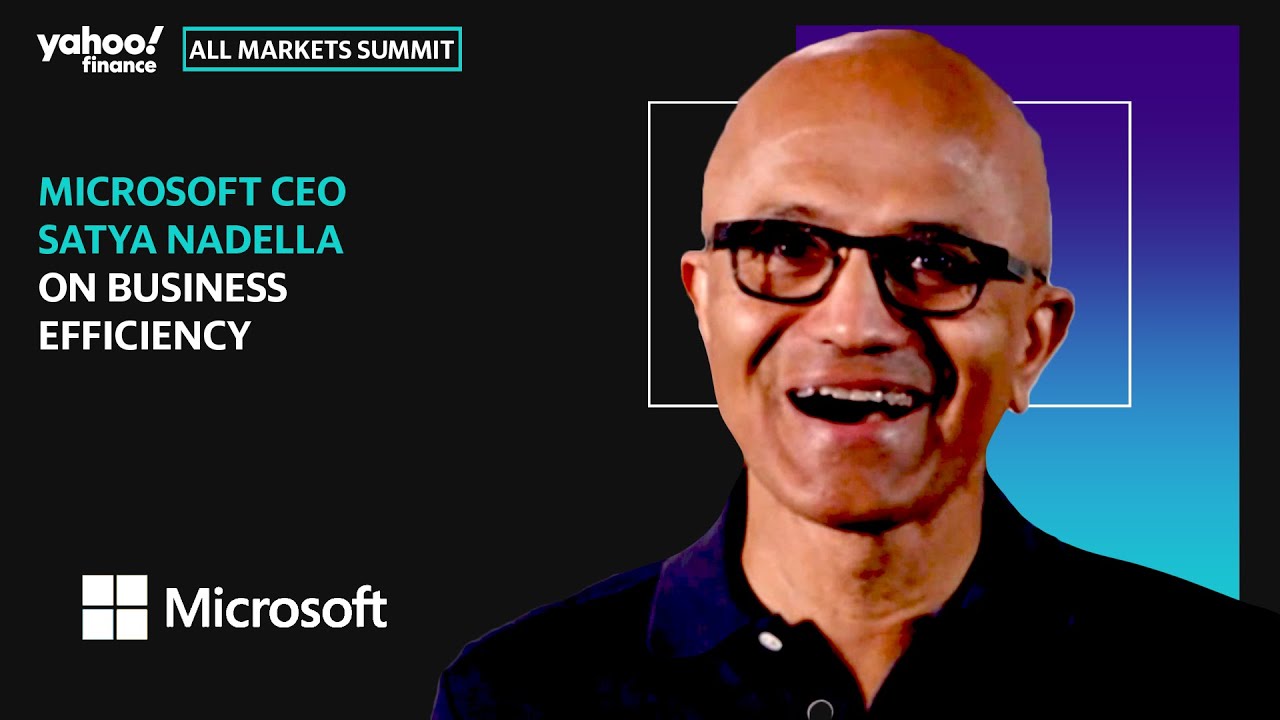 yahoo!
finance
ALL MARKETS SUMMIT
MICROSOFT CEO
SATYA NADELLA
ON BUSINESS
EFFICIENCY
Microsoft